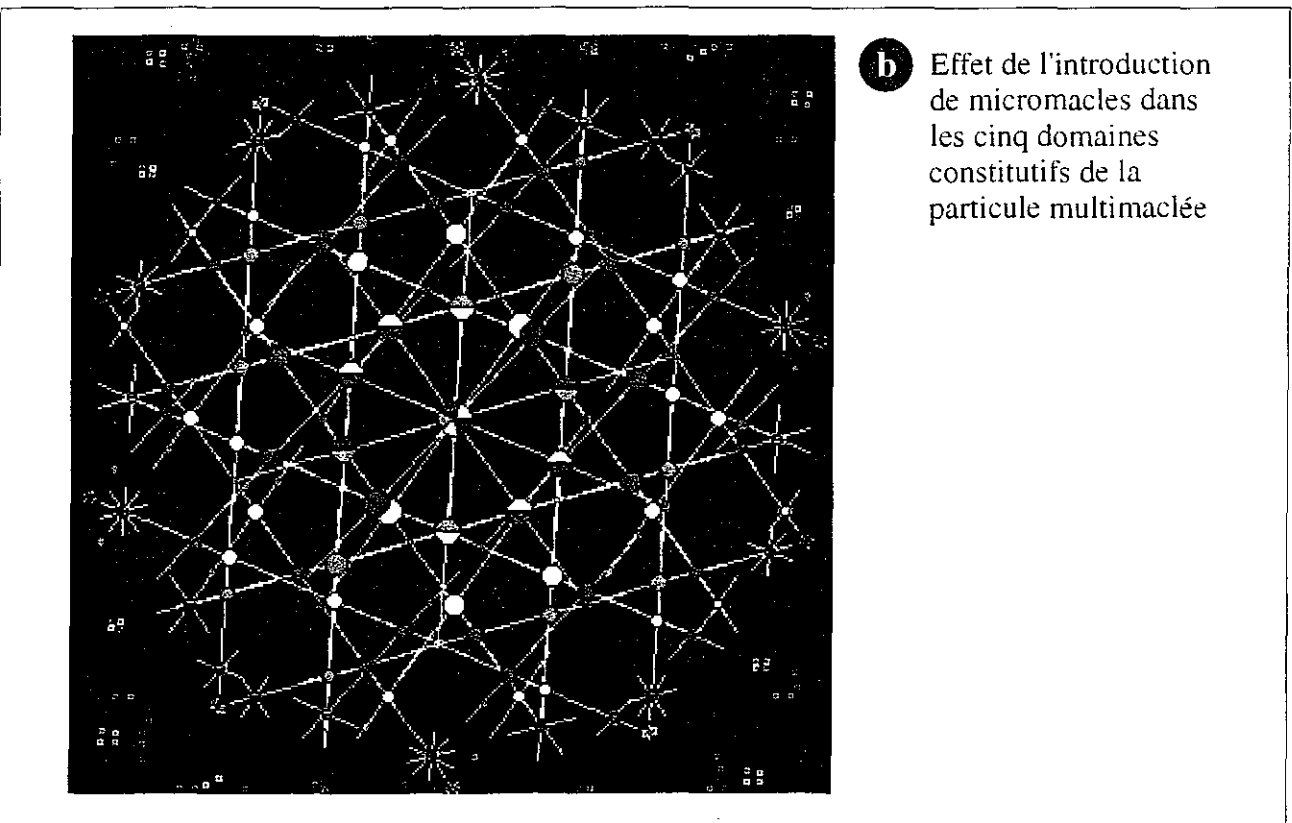 b Effet de l'introduction
de micromacles dans
les cinq domaines
constitutifs de la
particule multimaclée